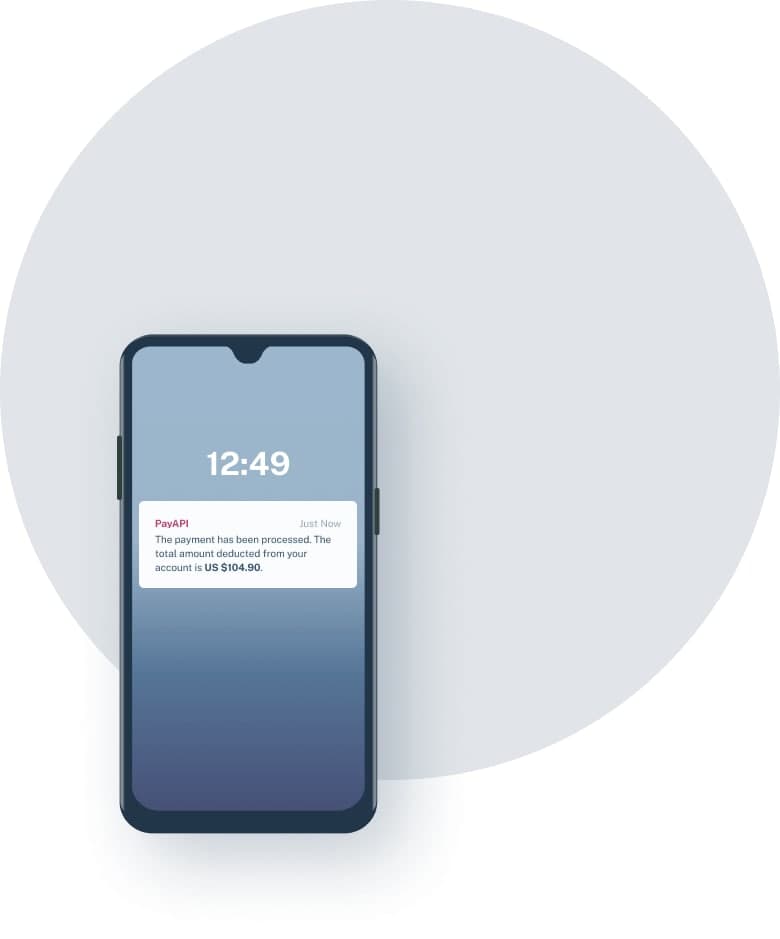 12:49
PayAPI Just Now
The payment has been processed. The
total amount deducted from your
account is US $104.90.